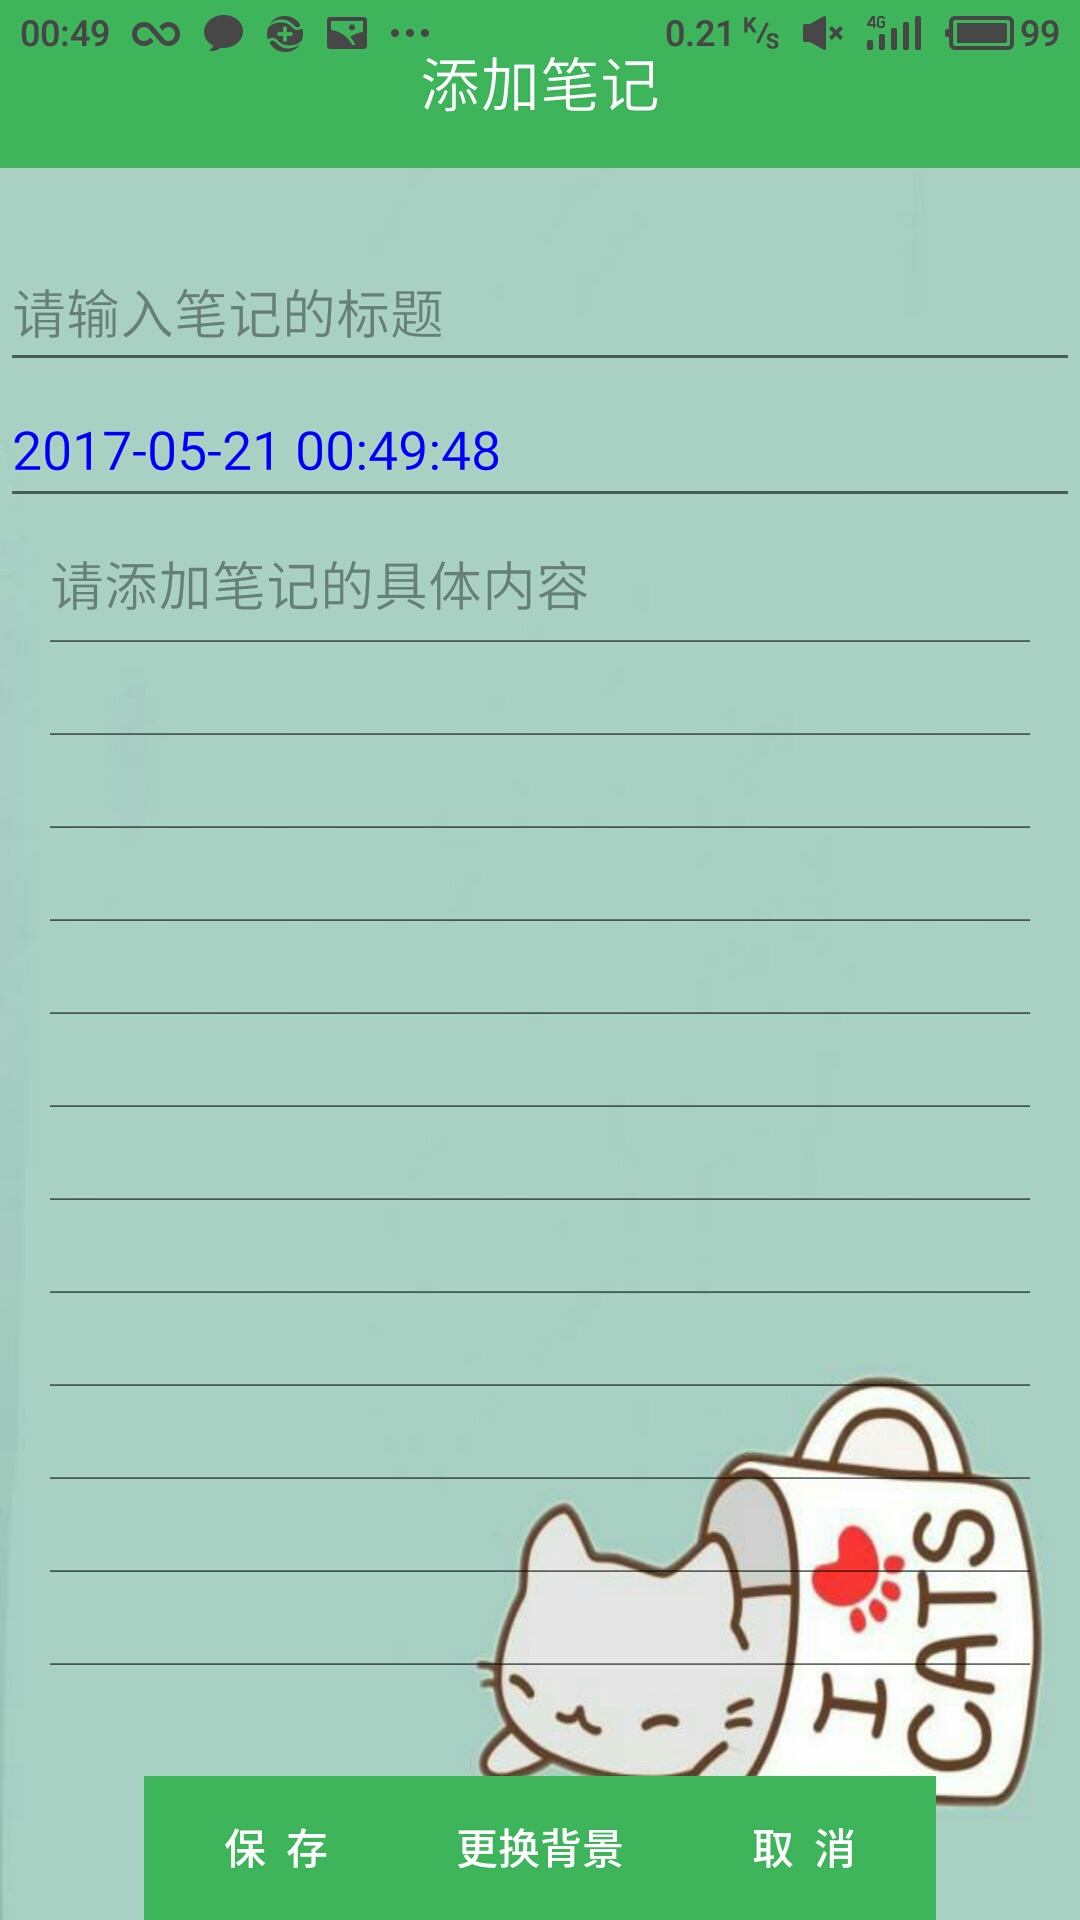 00:49 0.21 K/s 4G 99
添加笔记
请输入笔记的标题
2017-05-21 00:49:48
请添加笔记的具体内容
I CATS
保 存 更换背景 取 消